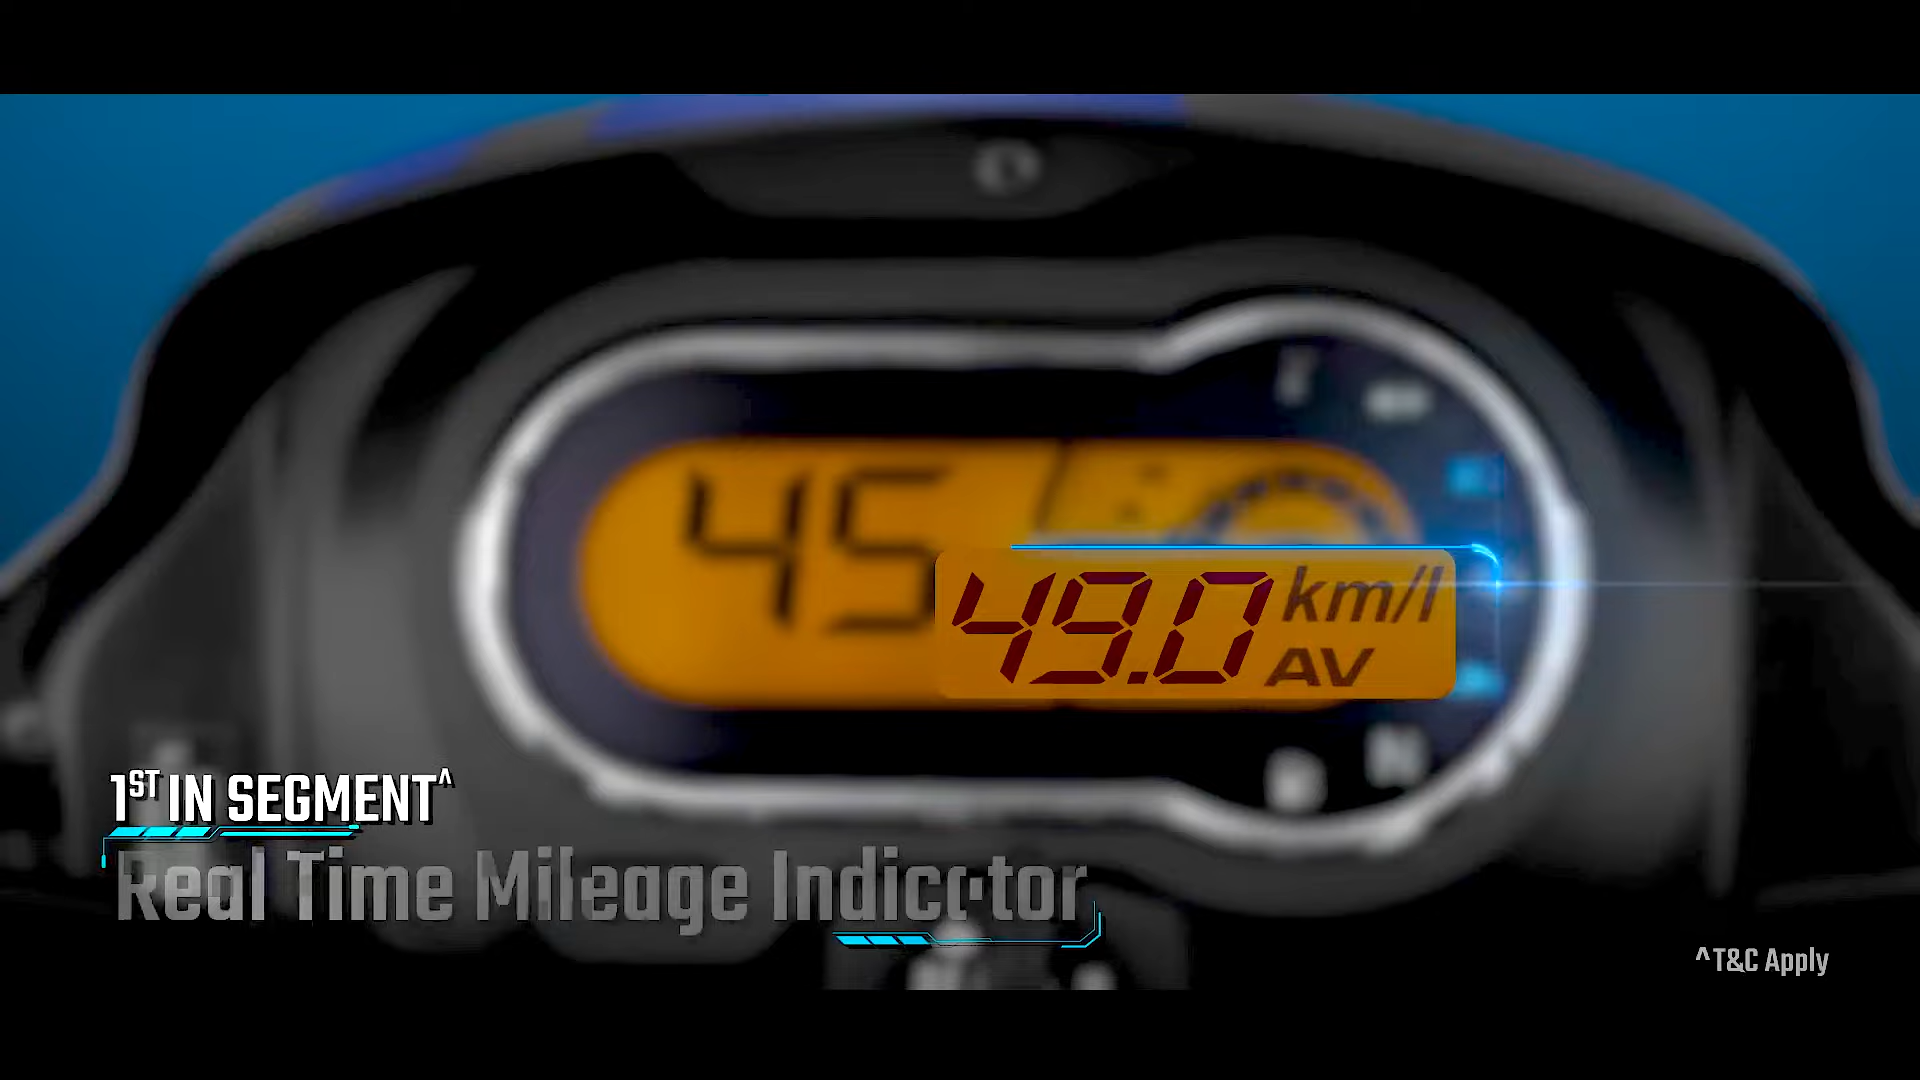 45
49.0 km/l
AV
N
1ST IN SEGMENT^
Real Time Mileage Indicator
^T&C Apply